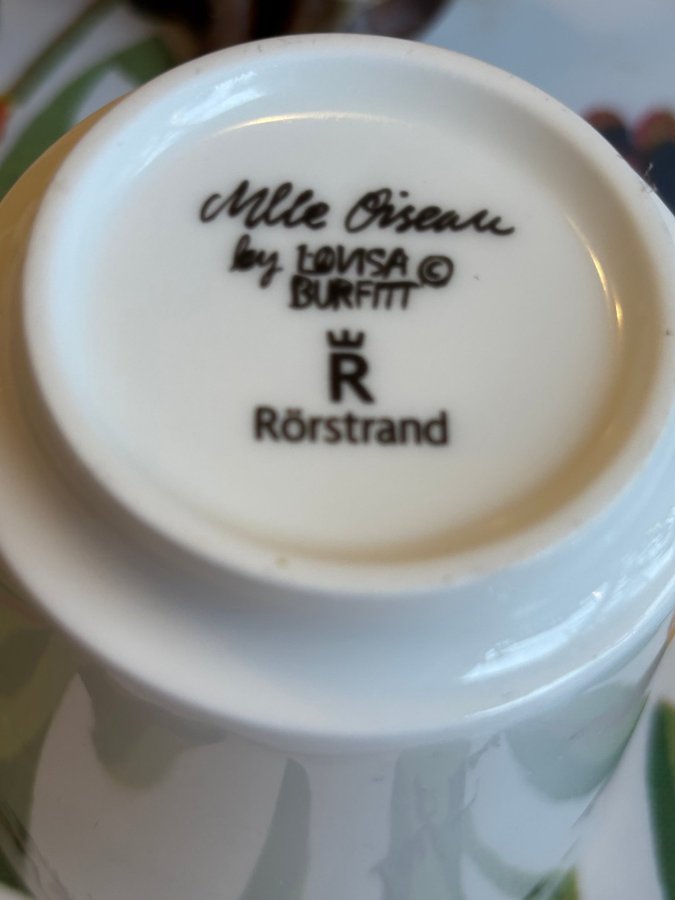 Mlle Oiseau
by LOVISA ©
BURFITT
R
Rörstrand